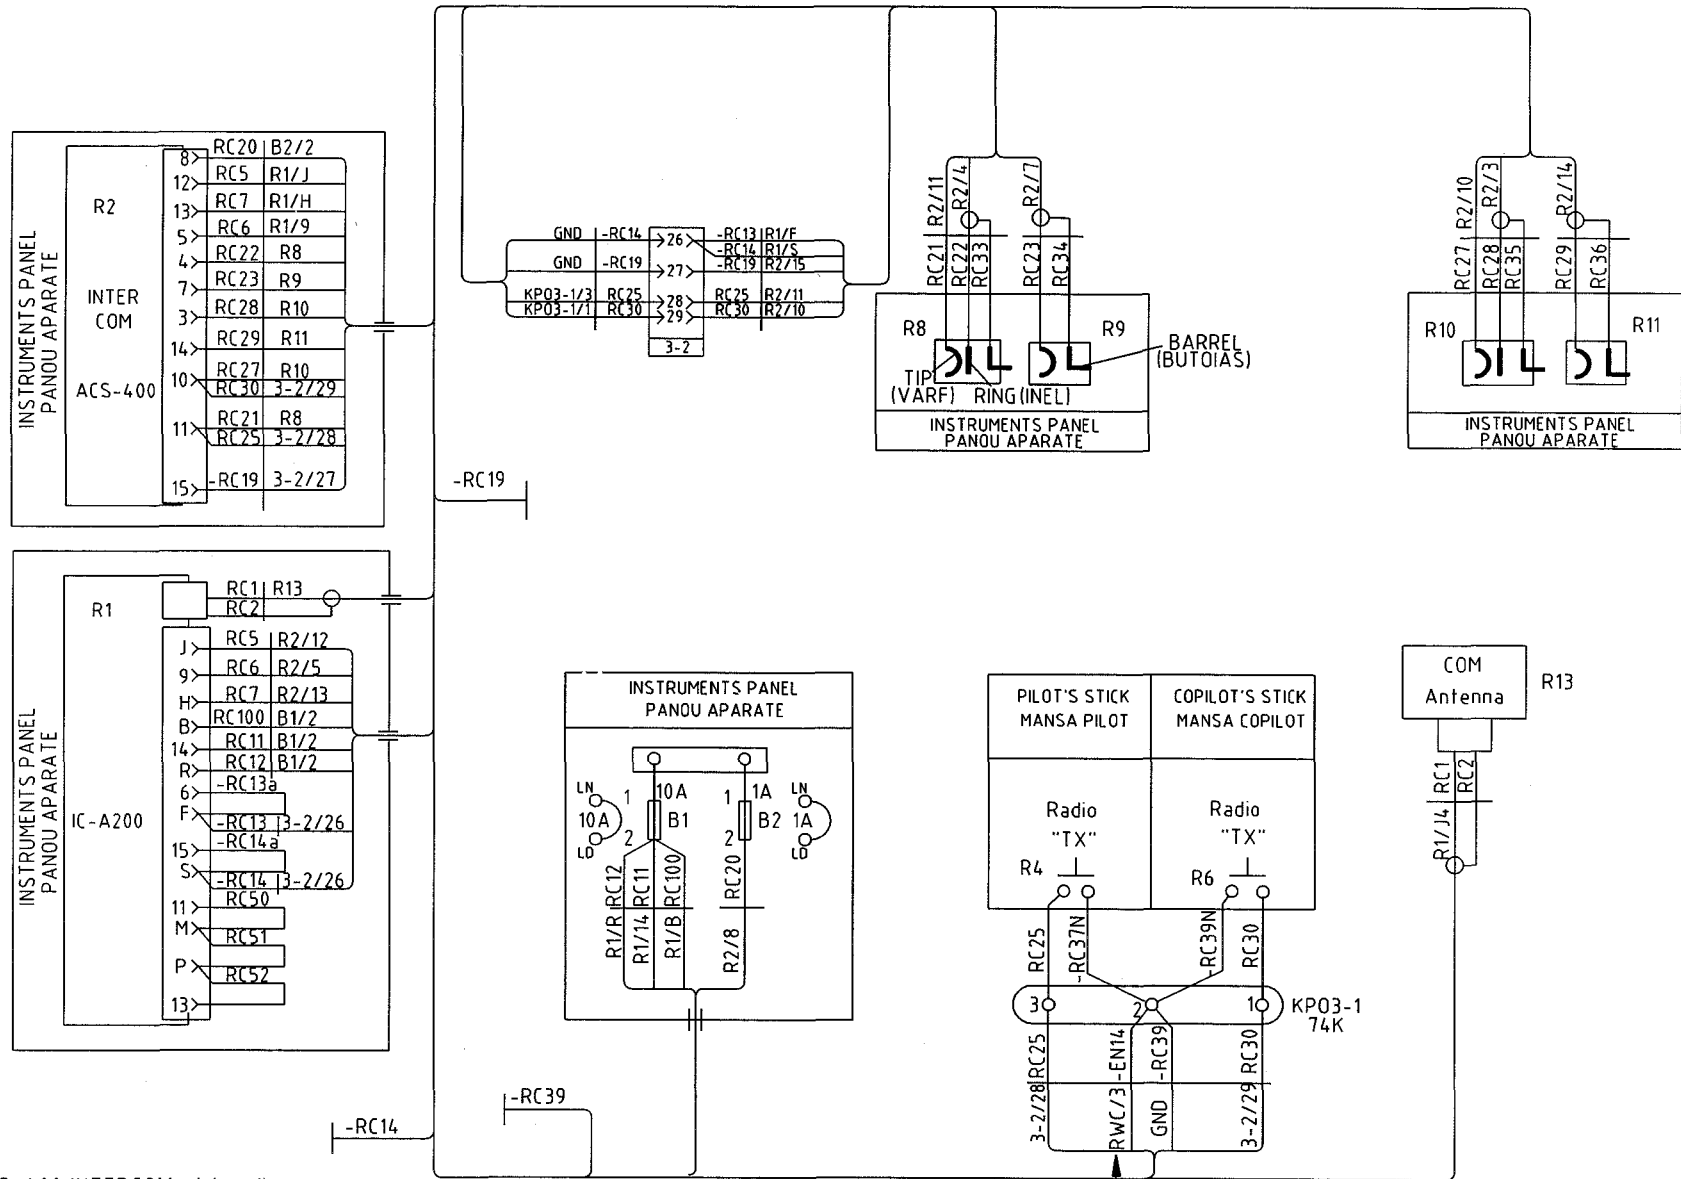 INSTRUMENTS PANEL
PANOU APARATE
R2
INTER
COM
ACS-400
8 RC20 B2/2
12 RC5 R1/J
13 RC7 R1/H
5 RC6 R1/9
4 RC22 R8
7 RC23 R9
3 RC28 R10
14 RC29 R11
10 RC27 R10
RC30 3-2/29
11 RC21 R8
RC25 3-2/28
15 -RC19 3-2/27
GND -RC14 26 -RC13 R1/F
-RC14 R1/S
GND -RC19 27 -RC19 R2/15
KP03-1/3 RC25 28 RC25 R2/11
KP03-1/1 RC30 29 RC30 R2/10
3-2
R2/11
R2/4
R2/7
RC21
RC22
RC33
RC23
RC34
R8
R9
TIP
(VARF)
RING (INEL)
BARREL
(BUTOIAS)
INSTRUMENTS PANEL
PANOU APARATE
R2/10
R2/3
R2/14
RC27
RC28
RC35
RC29
RC36
R10
R11
INSTRUMENTS PANEL
PANOU APARATE
-RC19
INSTRUMENTS PANEL
PANOU APARATE
R1
IC-A200
RC1 R13
RC2
J RC5 R2/12
9 RC6 R2/5
H RC7 R2/13
B RC100 B1/2
14 RC11 B1/2
R RC12 B1/2
6 -RC13a
F -RC13 3-2/26
15 -RC14a
S -RC14 3-2/26
11 RC50
M RC51
P RC52
13
INSTRUMENTS PANEL
PANOU APARATE
LN
10A
LD
1 10A
B1
2
1 1A
B2
2
LN
1A
LD
RC12
RC11
RC100
RC20
R1/R
R1/14
R1/B
R2/8
PILOT'S STICK
MANSA PILOT
COPILOT'S STICK
MANSA COPILOT
Radio
"TX"
R4
Radio
"TX"
R6
RC25
-RC37N
-RC39N
RC30
3 2 1
KP03-1
74K
RC25
-EN14
-RC39
RC30
3-2/28
RWC/3
GND
3-2/29
COM
Antenna
R13
RC1
RC2
R1/J4
-RC14
-RC39